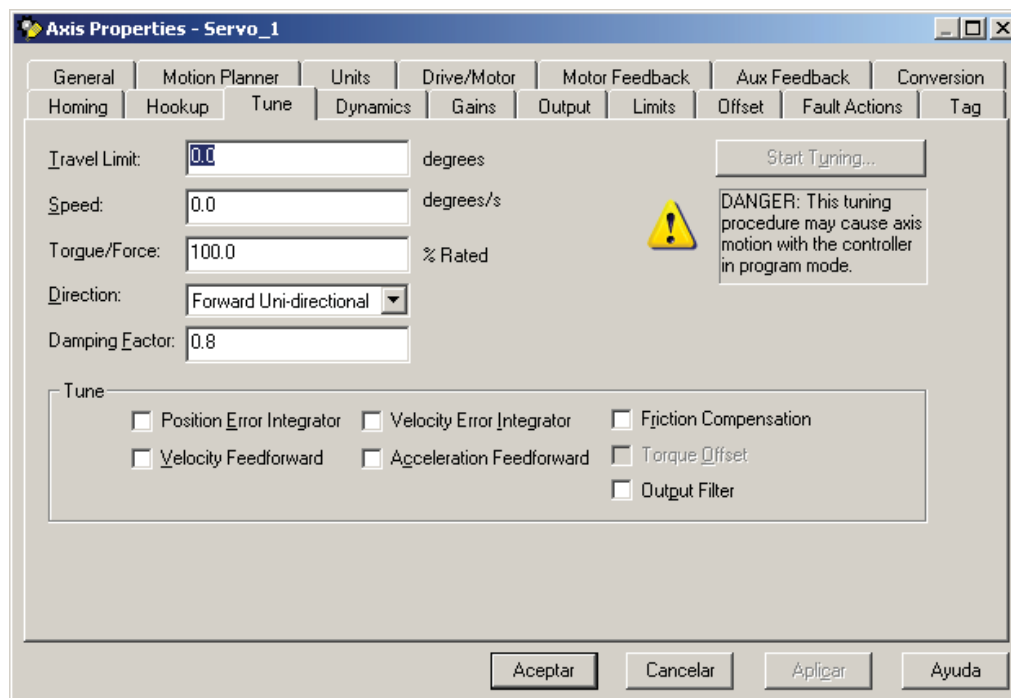 Axis Properties - Servo_1
General Motion Planner Units Drive/Motor Motor Feedback Aux Feedback Conversion
Homing Hookup Tune Dynamics Gains Output Limits Offset Fault Actions Tag
Travel Limit: 0.0 degrees Start Tuning...
Speed: 0.0 degrees/s
Torque/Force: 100.0 % Rated
Direction: Forward Uni-directional
Damping Factor: 0.8
DANGER: This tuning
procedure may cause axis
motion with the controller
in program mode.
Tune
Position Error Integrator Velocity Error Integrator Friction Compensation
Velocity Feedforward Acceleration Feedforward Torque Offset
Output Filter
Aceptar Cancelar Aplicar Ayuda